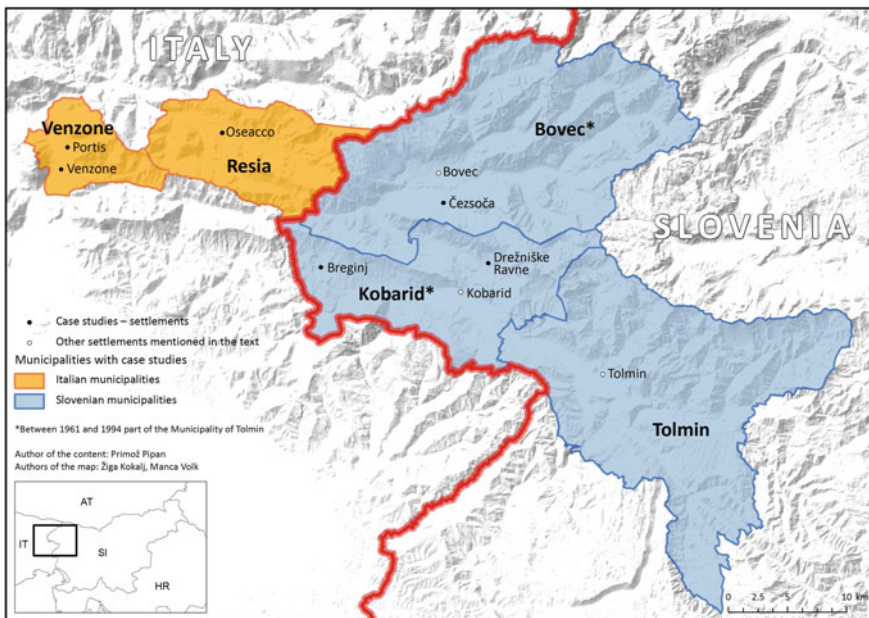 ITALY
Venzone
Portis
Venzone
Oseacco
Resia
Bovec*
Bovec
Čezsoča
SLOVENIA
Breginj
Drežniške
Ravne
Kobarid*
Kobarid
Tolmin
Tolmin
Case studies – settlements
Other settlements mentioned in the text
Municipalities with case studies
Italian municipalities
Slovenian municipalities
*Between 1961 and 1994 part of the Municipality of Tolmin
Author of the content: Primož Pipan
Authors of the map: Žiga Kokalj, Manca Volk
AT
IT
SI
HR
0 2.5 5 10 km